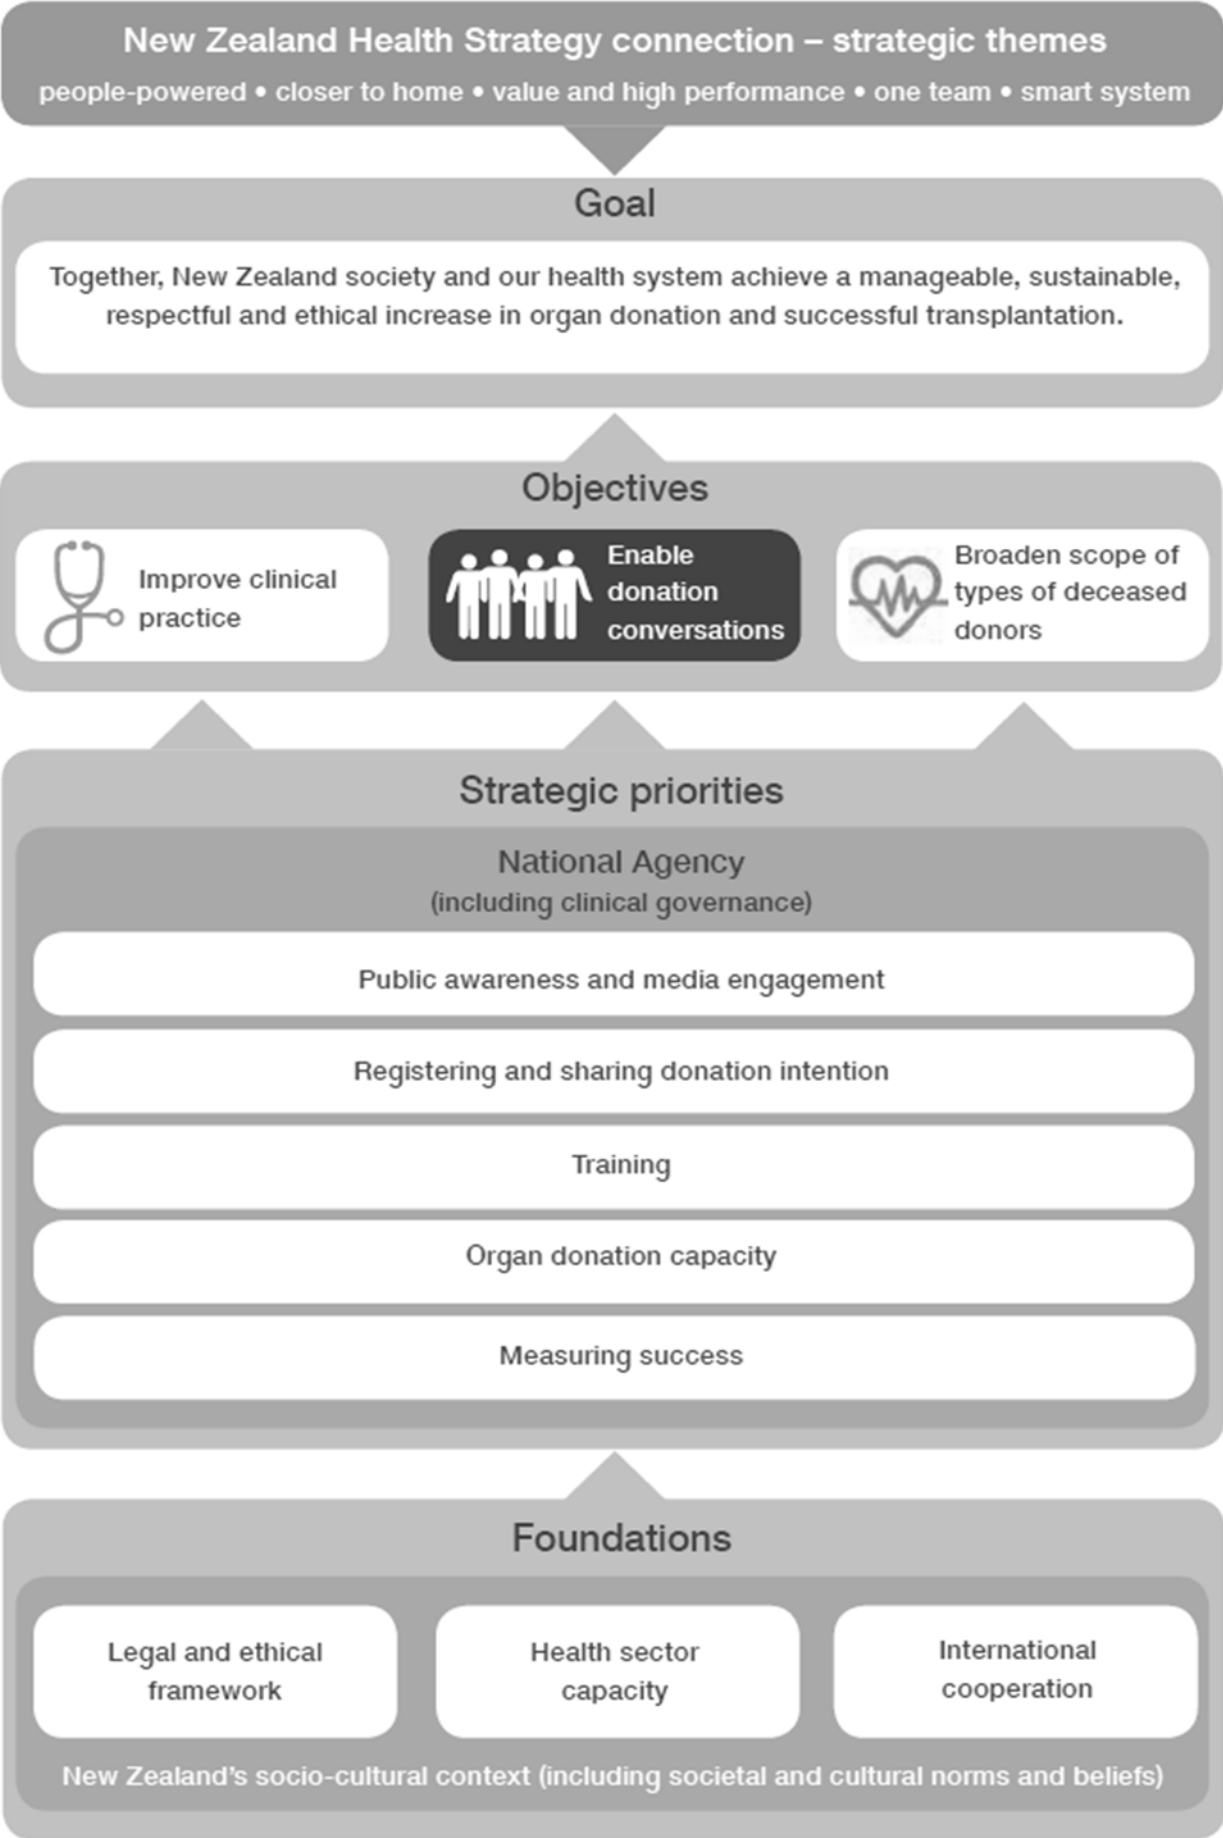 New Zealand Health Strategy connection – strategic themes
people-powered • closer to home • value and high performance • one team • smart system
Goal
Together, New Zealand society and our health system achieve a manageable, sustainable,
respectful and ethical increase in organ donation and successful transplantation.
Objectives
Improve clinical
practice
Enable
donation
conversations
Broaden scope of
types of deceased
donors
Strategic priorities
National Agency
(including clinical governance)
Public awareness and media engagement
Registering and sharing donation intention
Training
Organ donation capacity
Measuring success
Foundations
Legal and ethical
framework
Health sector
capacity
International
cooperation
New Zealand’s socio-cultural context (including societal and cultural norms and beliefs)